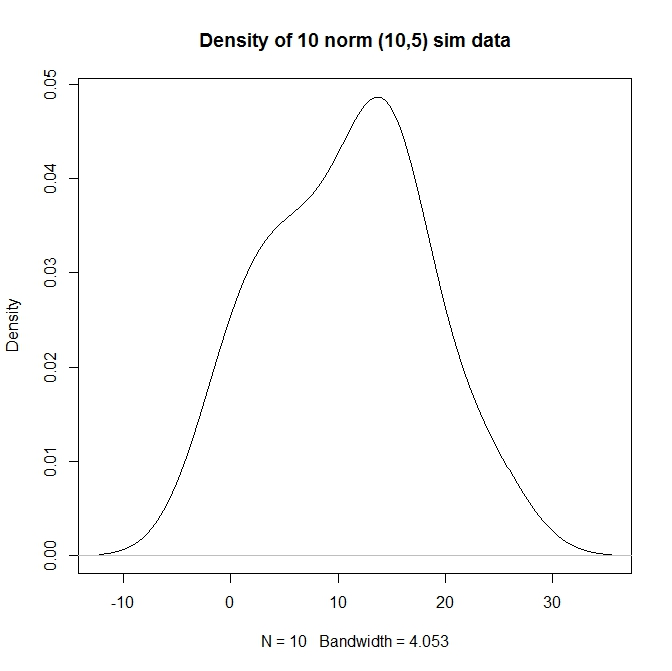 Density of 10 norm (10,5) sim data
Density
0.05
0.04
0.03
0.02
0.01
0.00
-10 0 10 20 30
N = 10 Bandwidth = 4.053